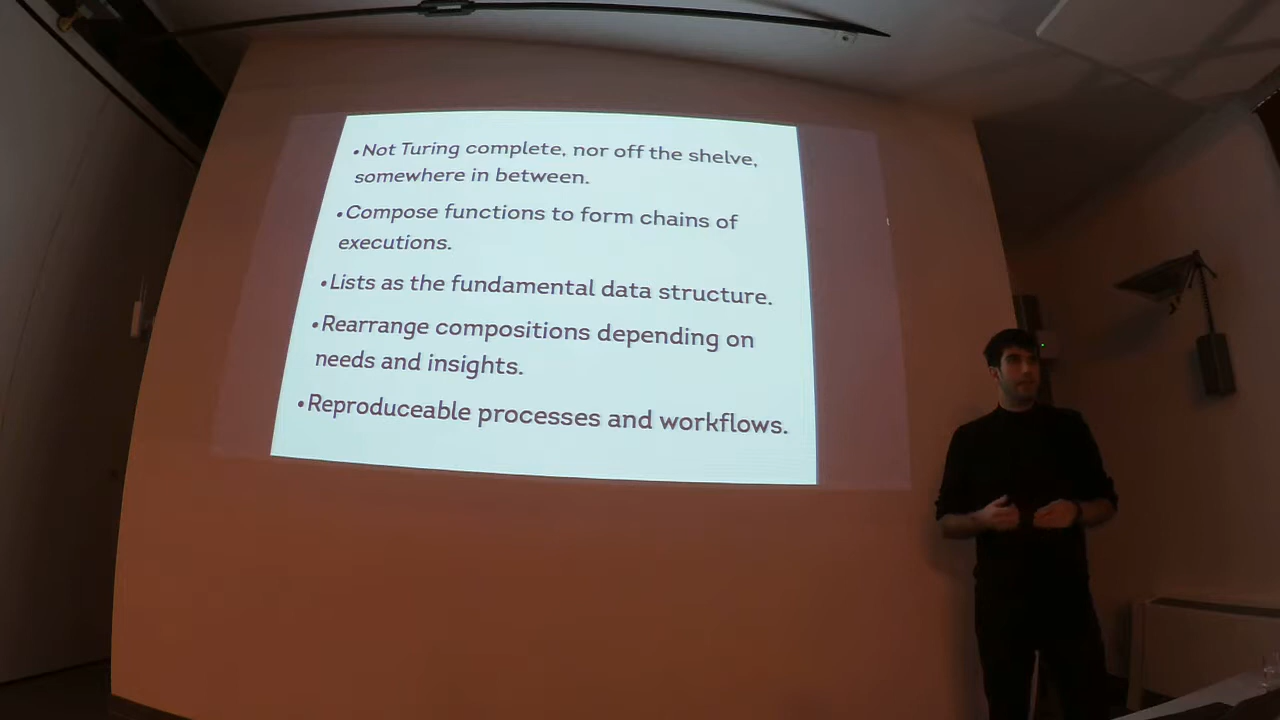 •Not Turing complete, nor off the shelve,
somewhere in between.
•Compose functions to form chains of
executions.
•Lists as the fundamental data structure.
•Rearrange compositions depending on
needs and insights.
•Reproduceable processes and workflows.